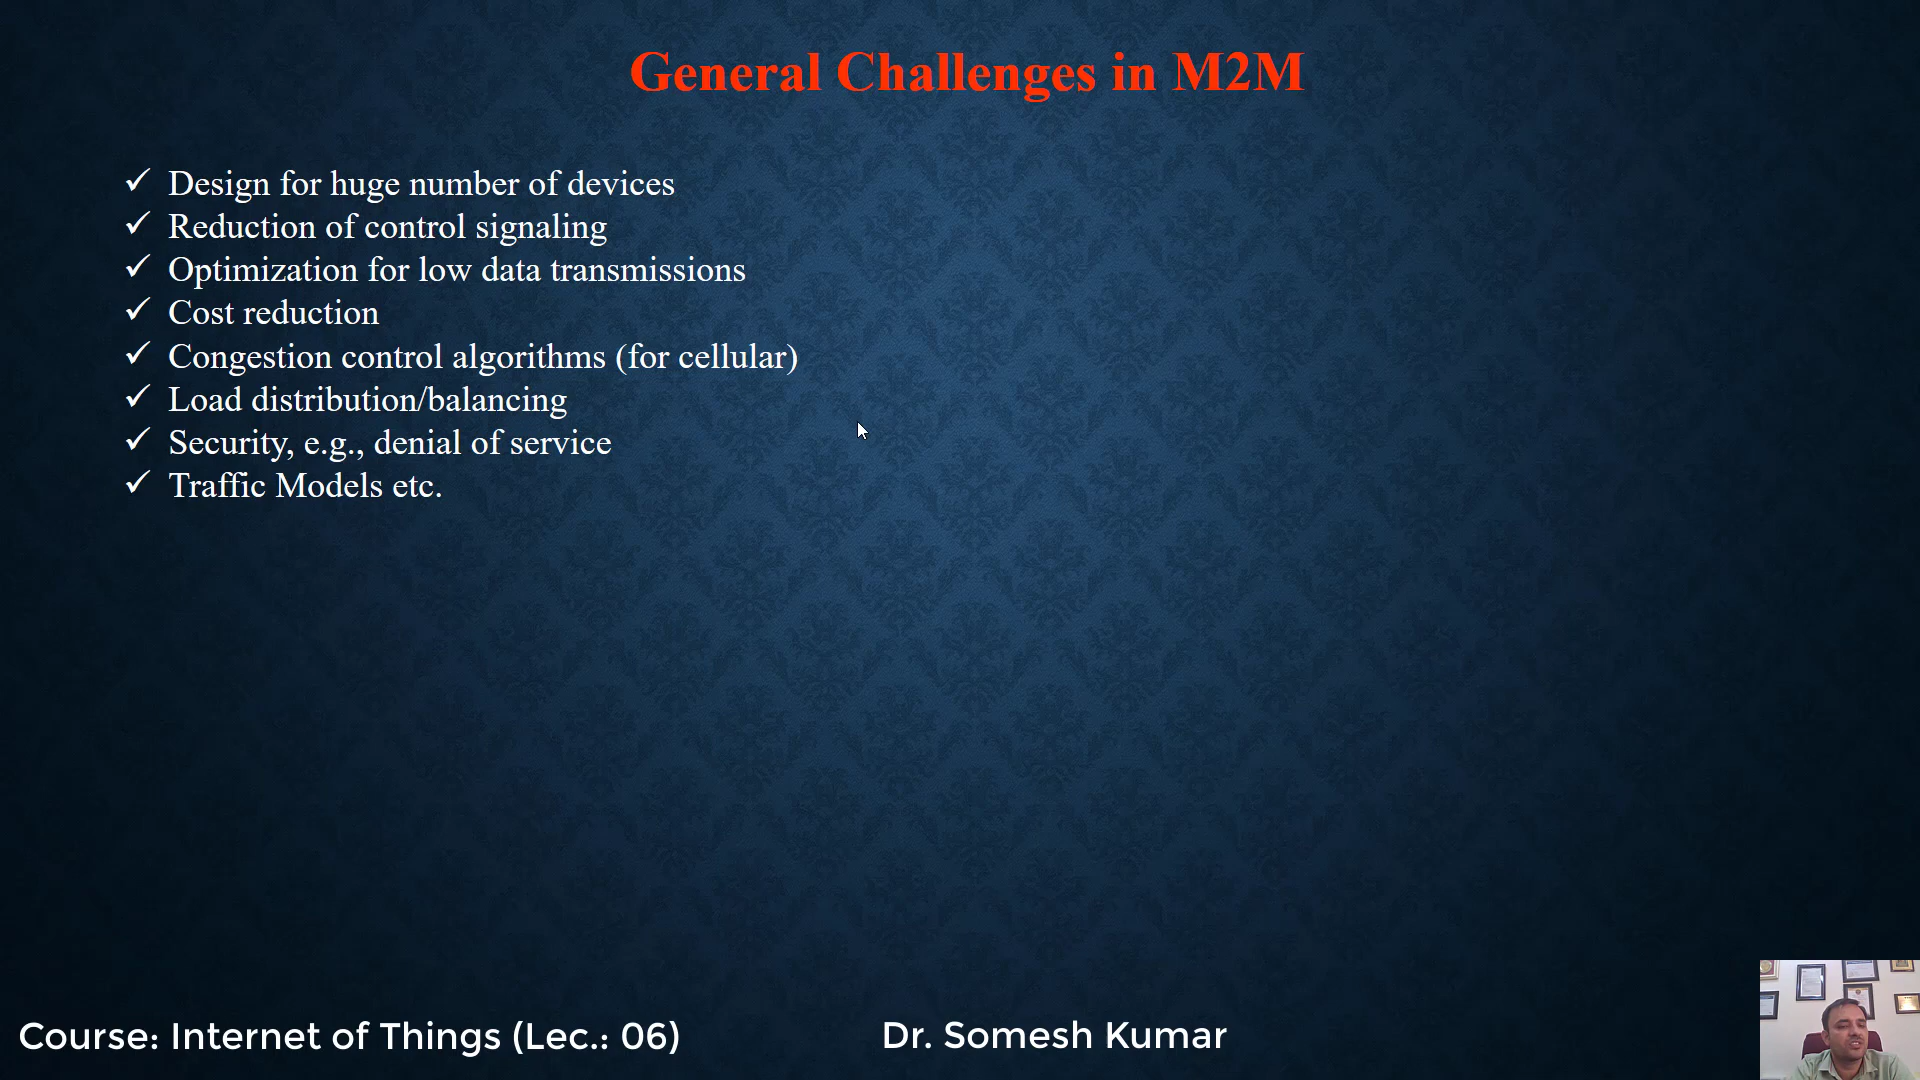 General Challenges in M2M
✓ Design for huge number of devices
✓ Reduction of control signaling
✓ Optimization for low data transmissions
✓ Cost reduction
✓ Congestion control algorithms (for cellular)
✓ Load distribution/balancing
✓ Security, e.g., denial of service
✓ Traffic Models etc.
Course: Internet of Things (Lec.: 06)
Dr. Somesh Kumar